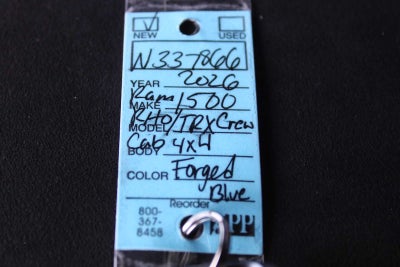 NEW USED
N337866
YEAR 2026
MAKE Ram 1500
MODEL RHO/TRX Crew
BODY Cab 4x4
COLOR Forged
Blue
Reorder
800-
367-
8458